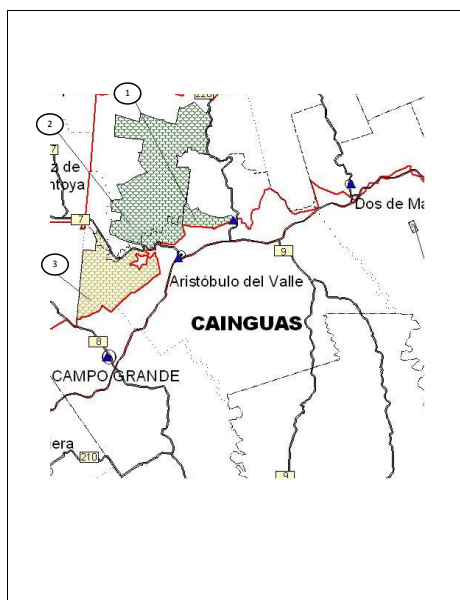 1
2
220
7
z de
ntoya
7
Dos de Ma
3
9
Aristóbulo del Valle
CAINGUAS
8
CAMPO GRANDE
era
210
9